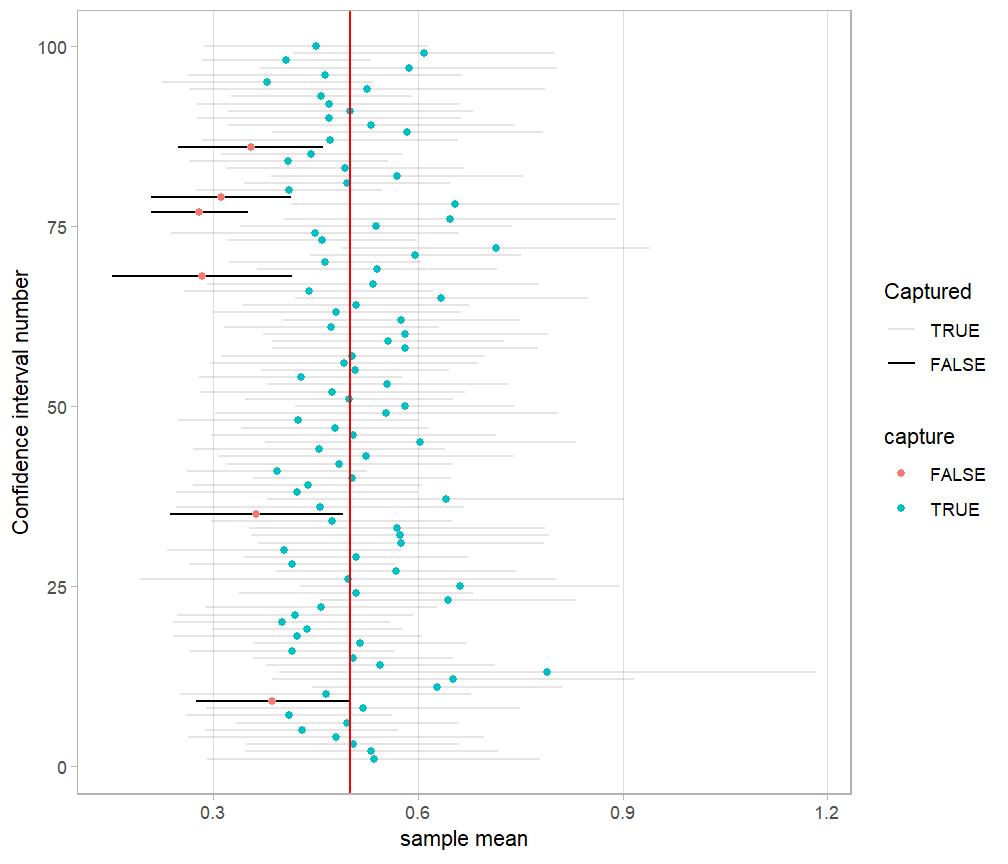 100
75
50
25
0
Confidence interval number
0.3 0.6 0.9 1.2
sample mean
Captured
TRUE
FALSE
capture
FALSE
TRUE